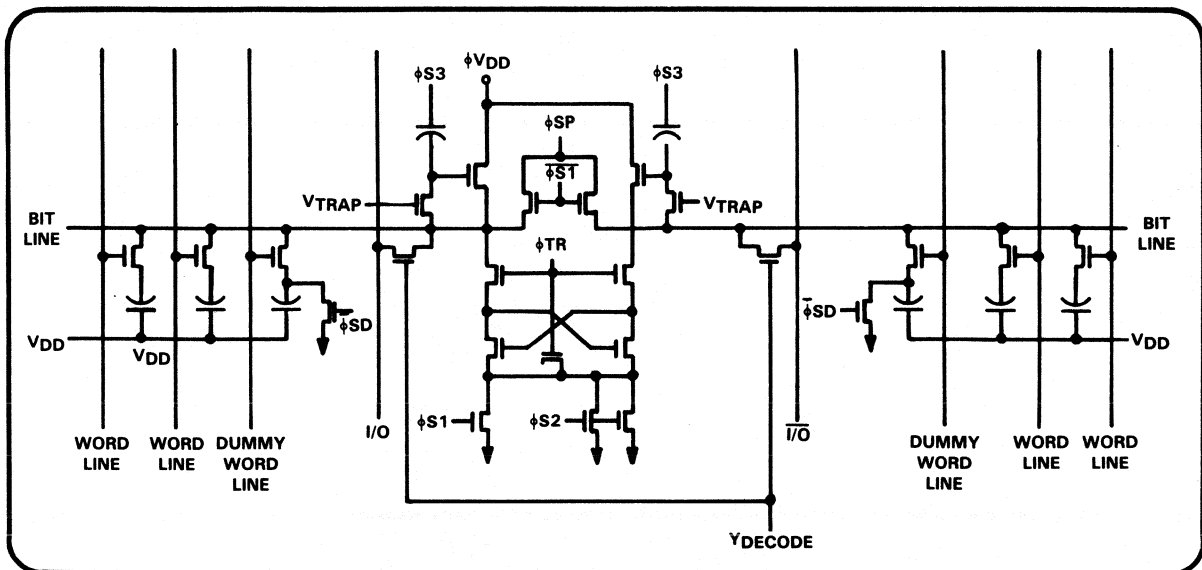 ϕVDD
ϕS3
ϕS3
ϕSP
ϕS1
VTRAP
VTRAP
BIT
LINE
BIT
LINE
ϕTR
ϕSD
ϕSD
VDD
VDD
VDD
ϕS1
ϕS2
I/O
I/O
WORD
LINE
WORD
LINE
DUMMY
WORD
LINE
DUMMY
WORD
LINE
WORD
LINE
WORD
LINE
YDECODE